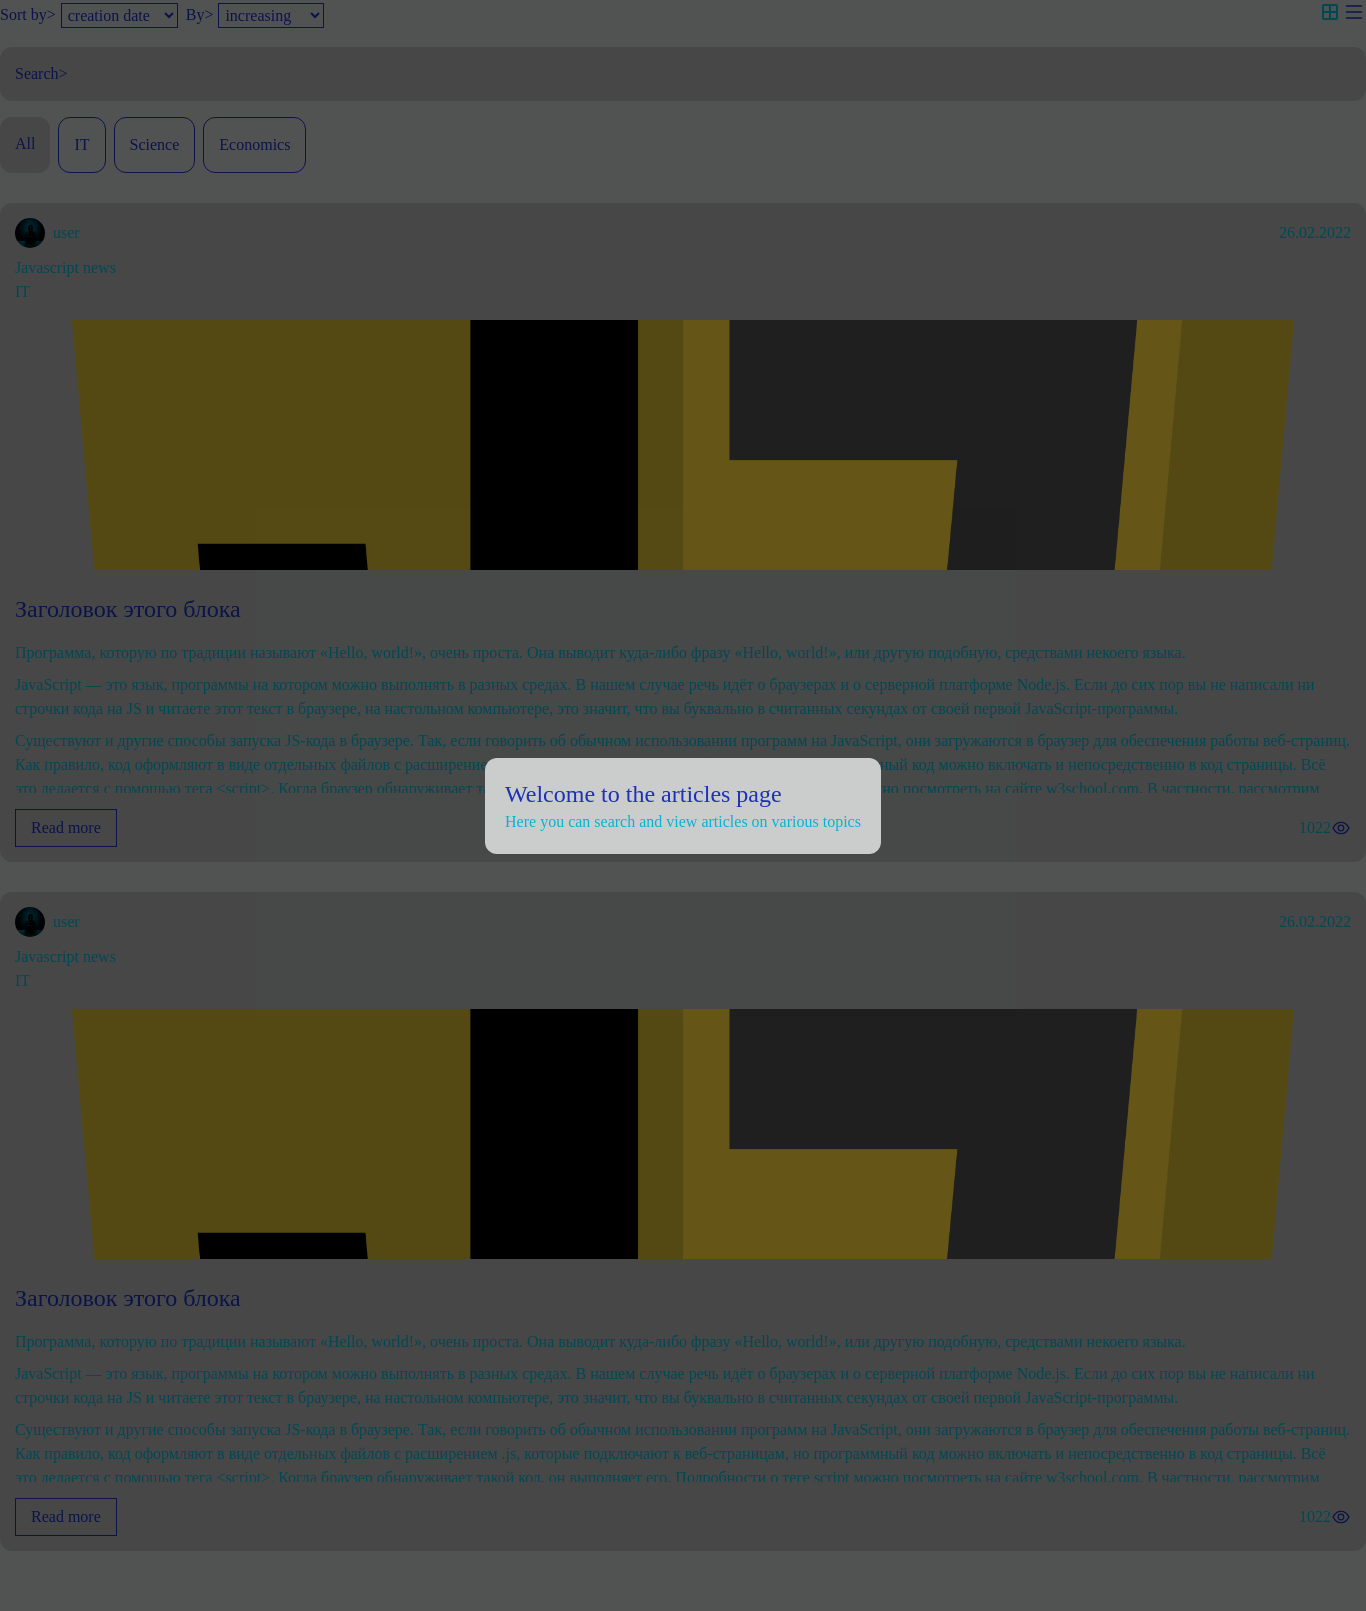 Sort by> creation date By> increasing
Search>
All IT Science Economics
user 26.02.2022
Javascript news
IT
Заголовок этого блока
Программа, которую по традиции называют «Hello, world!», очень проста. Она выводит куда-либо фразу «Hello, world!», или другую подобную, средствами некоего языка.
JavaScript — это язык, программы на котором можно выполнять в разных средах. В нашем случае речь идёт о браузерах и о серверной платформе Node.js. Если до сих пор вы не написали ни
строчки кода на JS и читаете этот текст в браузере, на настольном компьютере, это значит, что вы буквально в считанных секундах от своей первой JavaScript-программы.
Существуют и другие способы запуска JS-кода в браузере. Так, если говорить об обычном использовании программ на JavaScript, они загружаются в браузер для обеспечения работы веб-страниц.
Как правило, код оформляют в виде отдельных файлов с код можно включать и непосредственно в код страницы. Всё
это делается с помощью тега <script>. Когда браузер обнаруживает посмотреть на сайте w3school.com. В частности, рассмотрим
Welcome to the articles page
Here you can search and view articles on various topics
Read more 1022
user 26.02.2022
Javascript news
IT
Заголовок этого блока
Программа, которую по традиции называют «Hello, world!», очень проста. Она выводит куда-либо фразу «Hello, world!», или другую подобную, средствами некоего языка.
JavaScript — это язык, программы на котором можно выполнять в разных средах. В нашем случае речь идёт о браузерах и о серверной платформе Node.js. Если до сих пор вы не написали ни
строчки кода на JS и читаете этот текст в браузере, на настольном компьютере, это значит, что вы буквально в считанных секундах от своей первой JavaScript-программы.
Существуют и другие способы запуска JS-кода в браузере. Так, если говорить об обычном использовании программ на JavaScript, они загружаются в браузер для обеспечения работы веб-страниц.
Как правило, код оформляют в виде отдельных файлов с расширением .js, которые подключают к веб-страницам, но программный код можно включать и непосредственно в код страницы. Всё
это делается с помощью тега <script>. Когда браузер обнаруживает такой код, он выполняет его. Подробности о теге script можно посмотреть на сайте w3school.com. В частности, рассмотрим
Read more 1022